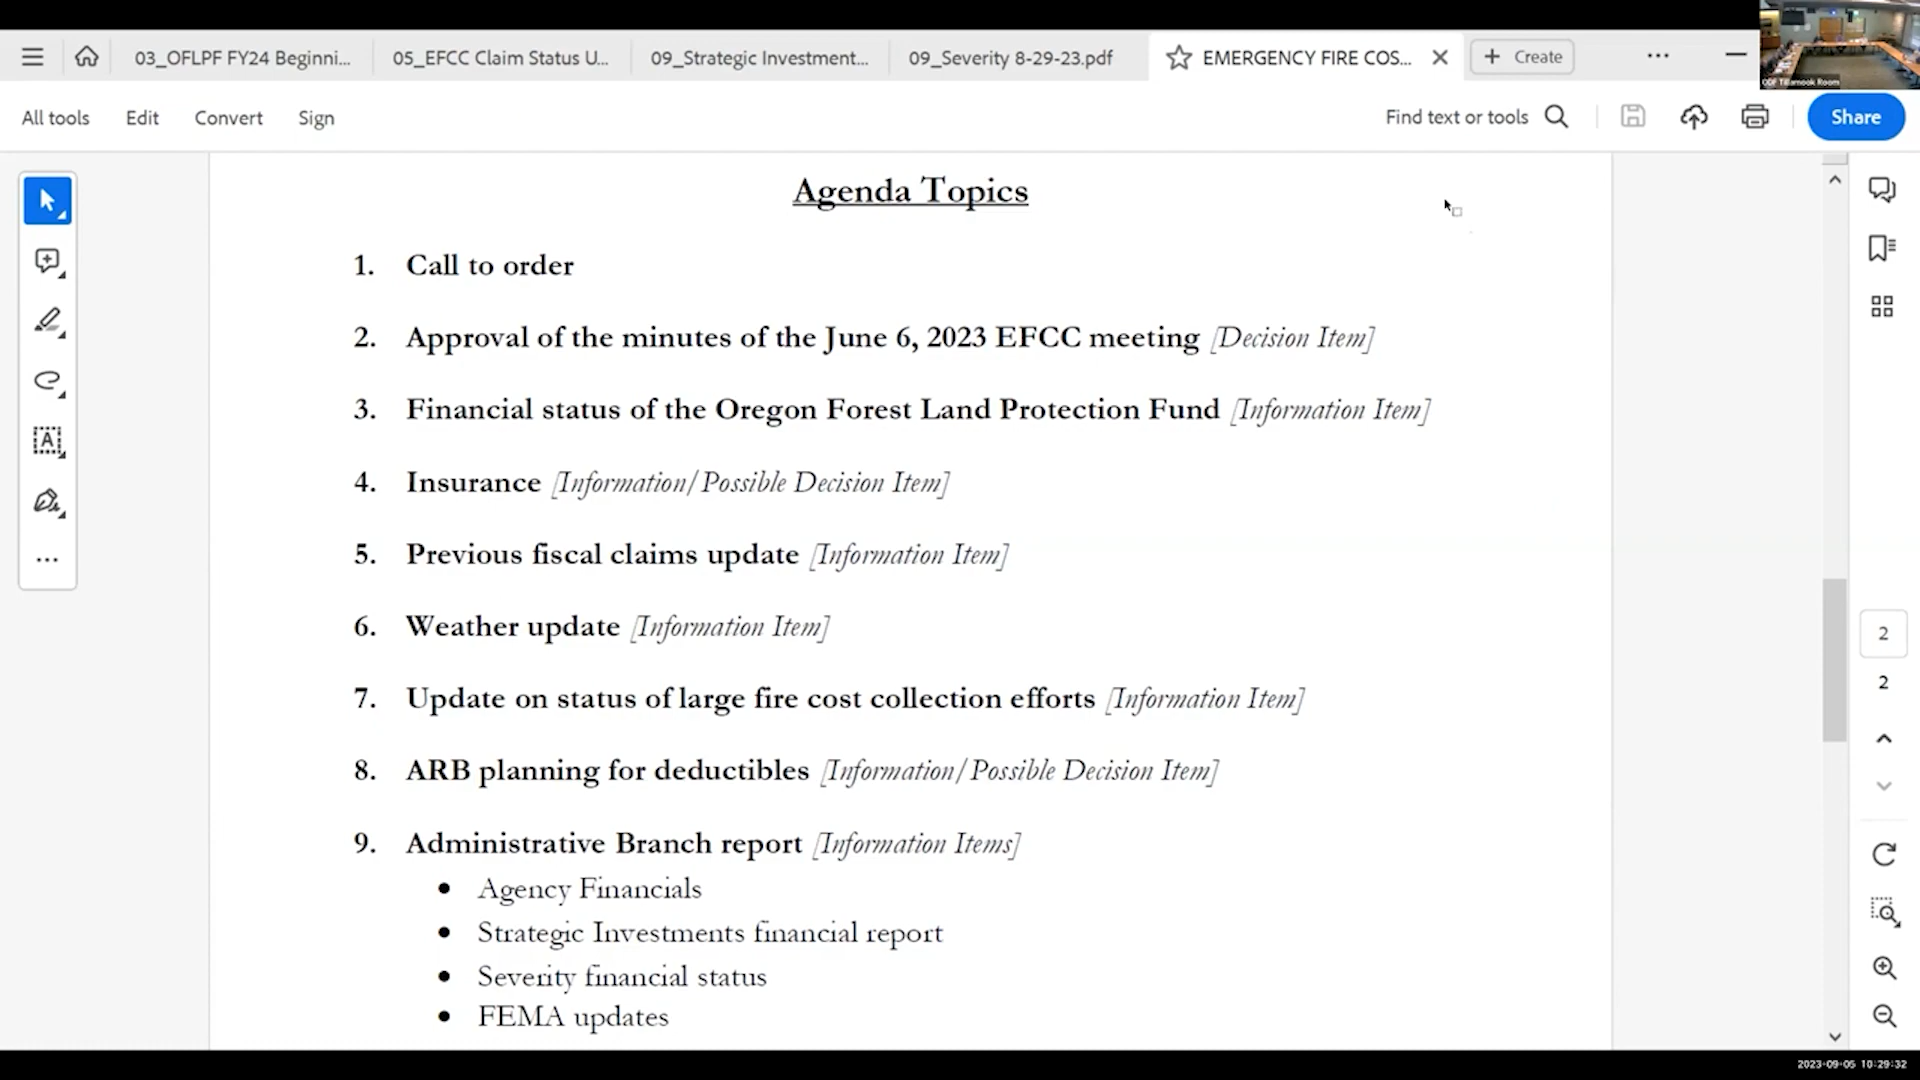 03_OFLPF FY24 Beginni...
05_EFCC Claim Status U...
09_Strategic Investment...
09_Severity 8-29-23.pdf
EMERGENCY FIRE COS...
Create
ODF Tillamook Room
All tools
Edit
Convert
Sign
Find text or tools
Share
Agenda Topics
1. Call to order
2. Approval of the minutes of the June 6, 2023 EFCC meeting [Decision Item]
3. Financial status of the Oregon Forest Land Protection Fund [Information Item]
4. Insurance [Information/Possible Decision Item]
5. Previous fiscal claims update [Information Item]
6. Weather update [Information Item]
7. Update on status of large fire cost collection efforts [Information Item]
8. ARB planning for deductibles [Information/Possible Decision Item]
9. Administrative Branch report [Information Items]
• Agency Financials
• Strategic Investments financial report
• Severity financial status
• FEMA updates
2
2
2023-09-05 10:29:32